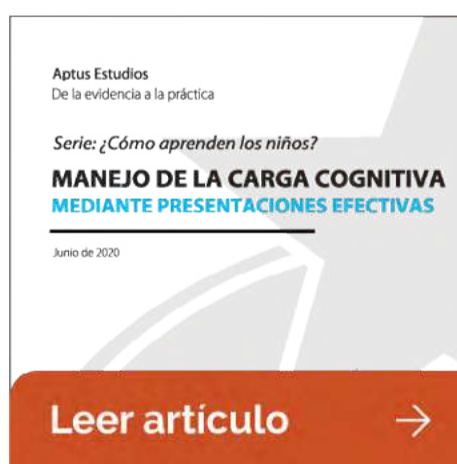 Aptus Estudios
De la evidencia a la práctica
Serie: ¿Cómo aprenden los niños?
MANEJO DE LA CARGA COGNITIVA
MEDIANTE PRESENTACIONES EFECTIVAS
Junio de 2020
Leer artículo